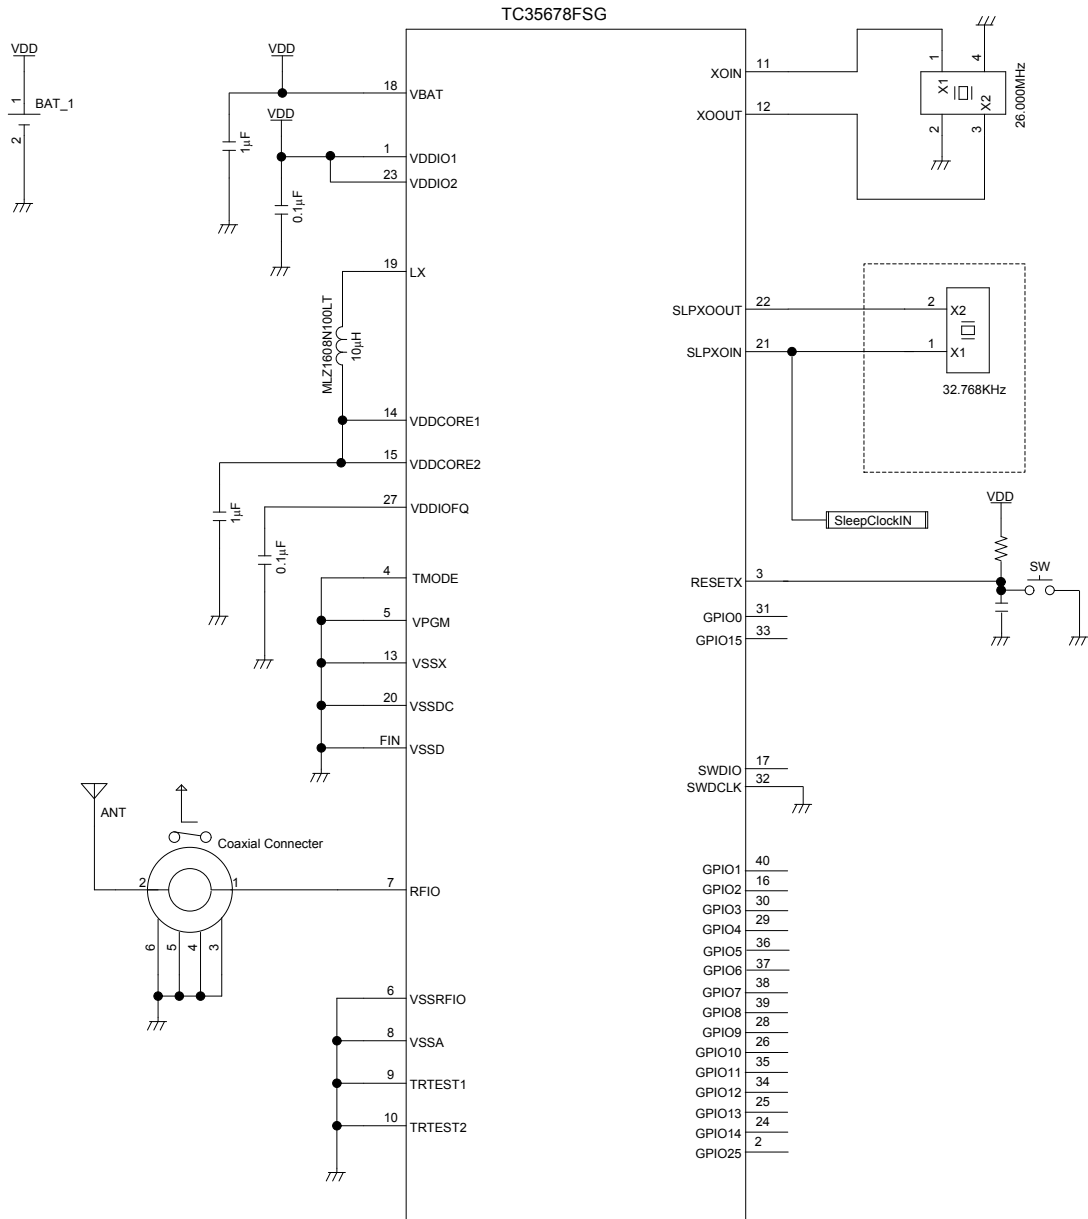 TC35678FSG
VDD
1
BAT_1
2
VDD
18
VBAT
1µF
VDD
1
VDDIO1
23
VDDIO2
0.1µF
19
LX
MLZ1608N100LT
10µH
14
VDDCORE1
15
VDDCORE2
1µF
27
VDDIOFQ
0.1µF
4
TMODE
5
VPGM
13
VSSX
20
VSSDC
FIN
VSSD
ANT
Coaxial Connecter
2
1
6
5
4
3
7
RFIO
6
VSSRFIO
8
VSSA
9
TRTEST1
10
TRTEST2
XOIN
11
XOOUT
12
1
4
X1
X2
2
3
26.000MHz
SLPXOOUT
22
2
X2
SLPXOIN
21
1
X1
32.768KHz
SleepClockIN
VDD
SW
RESETX
3
GPIO0
31
GPIO15
33
SWDIO
17
SWDCLK
32
GPIO1
40
GPIO2
16
GPIO3
30
GPIO4
29
GPIO5
36
GPIO6
37
GPIO7
38
GPIO8
39
GPIO9
28
GPIO10
26
GPIO11
35
GPIO12
34
GPIO13
25
GPIO14
24
GPIO25
2